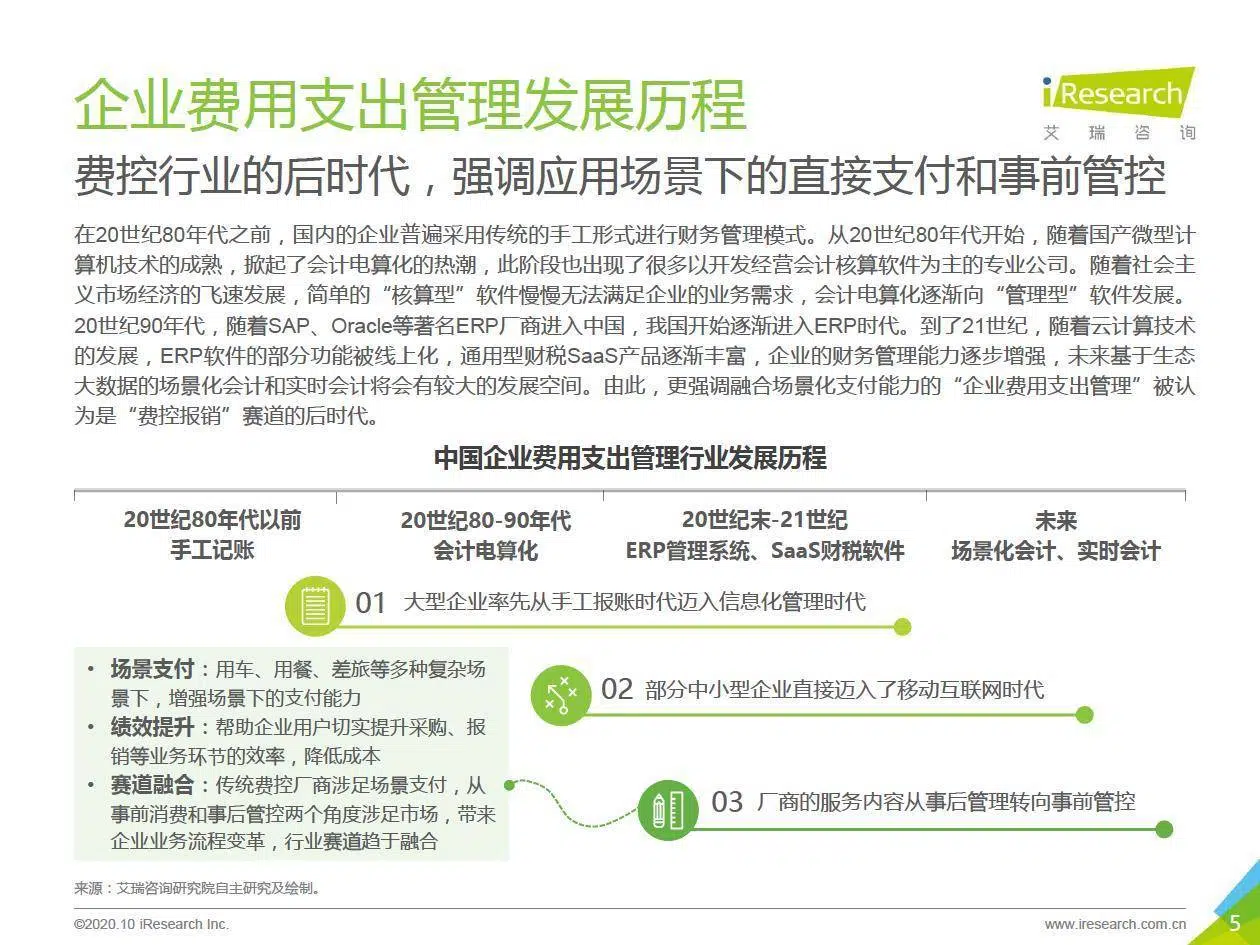 企业费用支出管理发展历程
iResearch
艾瑞咨询
费控行业的后时代，强调应用场景下的直接支付和事前管控
在20世纪80年代之前，国内的企业普遍采用传统的手工形式进行财务管理模式。从20世纪80年代开始，随着国产微型计
算机技术的成熟，掀起了会计电算化的热潮，此阶段也出现了很多以开发经营会计核算软件为主的专业公司。随着社会主
义市场经济的飞速发展，简单的“核算型”软件慢慢无法满足企业的业务需求，会计电算化逐渐向“管理型”软件发展。
20世纪90年代，随着SAP、Oracle等著名ERP厂商进入中国，我国开始逐渐进入ERP时代。到了21世纪，随着云计算技术
的发展，ERP软件的部分功能被线上化，通用型财税SaaS产品逐渐丰富，企业的财务管理能力逐步增强，未来基于生态
大数据的场景化会计和实时会计将会有较大的发展空间。由此，更强调融合场景化支付能力的“企业费用支出管理”被认
为是“费控报销”赛道的后时代。
中国企业费用支出管理行业发展历程
20世纪80年代以前
手工记账
20世纪80-90年代
会计电算化
20世纪末-21世纪
ERP管理系统、SaaS财税软件
未来
场景化会计、实时会计
01 大型企业率先从手工报账时代迈入信息化管理时代
• 场景支付：用车、用餐、差旅等多种复杂场
景下，增强场景下的支付能力
• 绩效提升：帮助企业用户切实提升采购、报
销等业务环节的效率，降低成本
• 赛道融合：传统费控厂商涉足场景支付，从
事前消费和事后管控两个角度涉足市场，带来
企业业务流程变革，行业赛道趋于融合
02 部分中小型企业直接迈入了移动互联网时代
03 厂商的服务内容从事后管理转向事前管控
来源：艾瑞咨询研究院自主研究及绘制。
©2020.10 iResearch Inc.
www.iresearch.com.cn
5